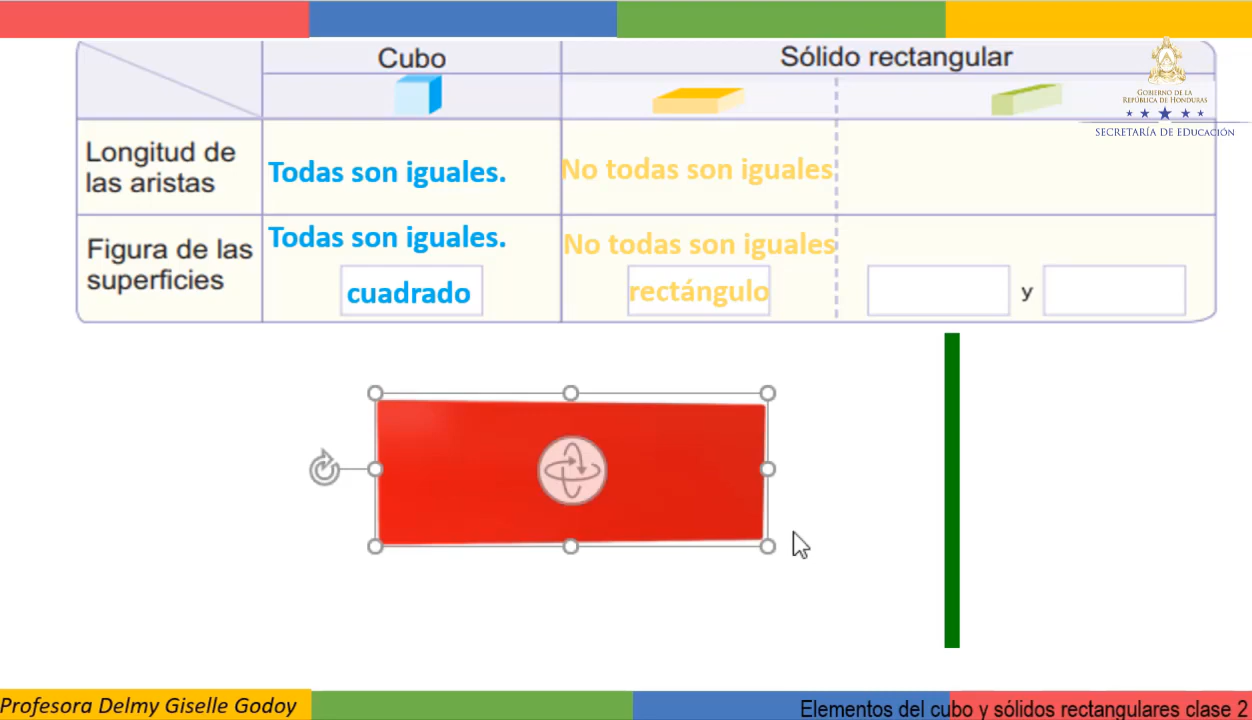 Cubo
Sólido rectangular
GOBIERNO DE LA
REPÚBLICA DE HONDURAS
SECRETARÍA DE EDUCACIÓN
Longitud de
las aristas
Todas son iguales.
No todas son iguales
Figura de las
superficies
Todas son iguales.
cuadrado
No todas son iguales
rectángulo
y
Profesora Delmy Giselle Godoy
Elementos del cubo y sólidos rectangulares clase 2